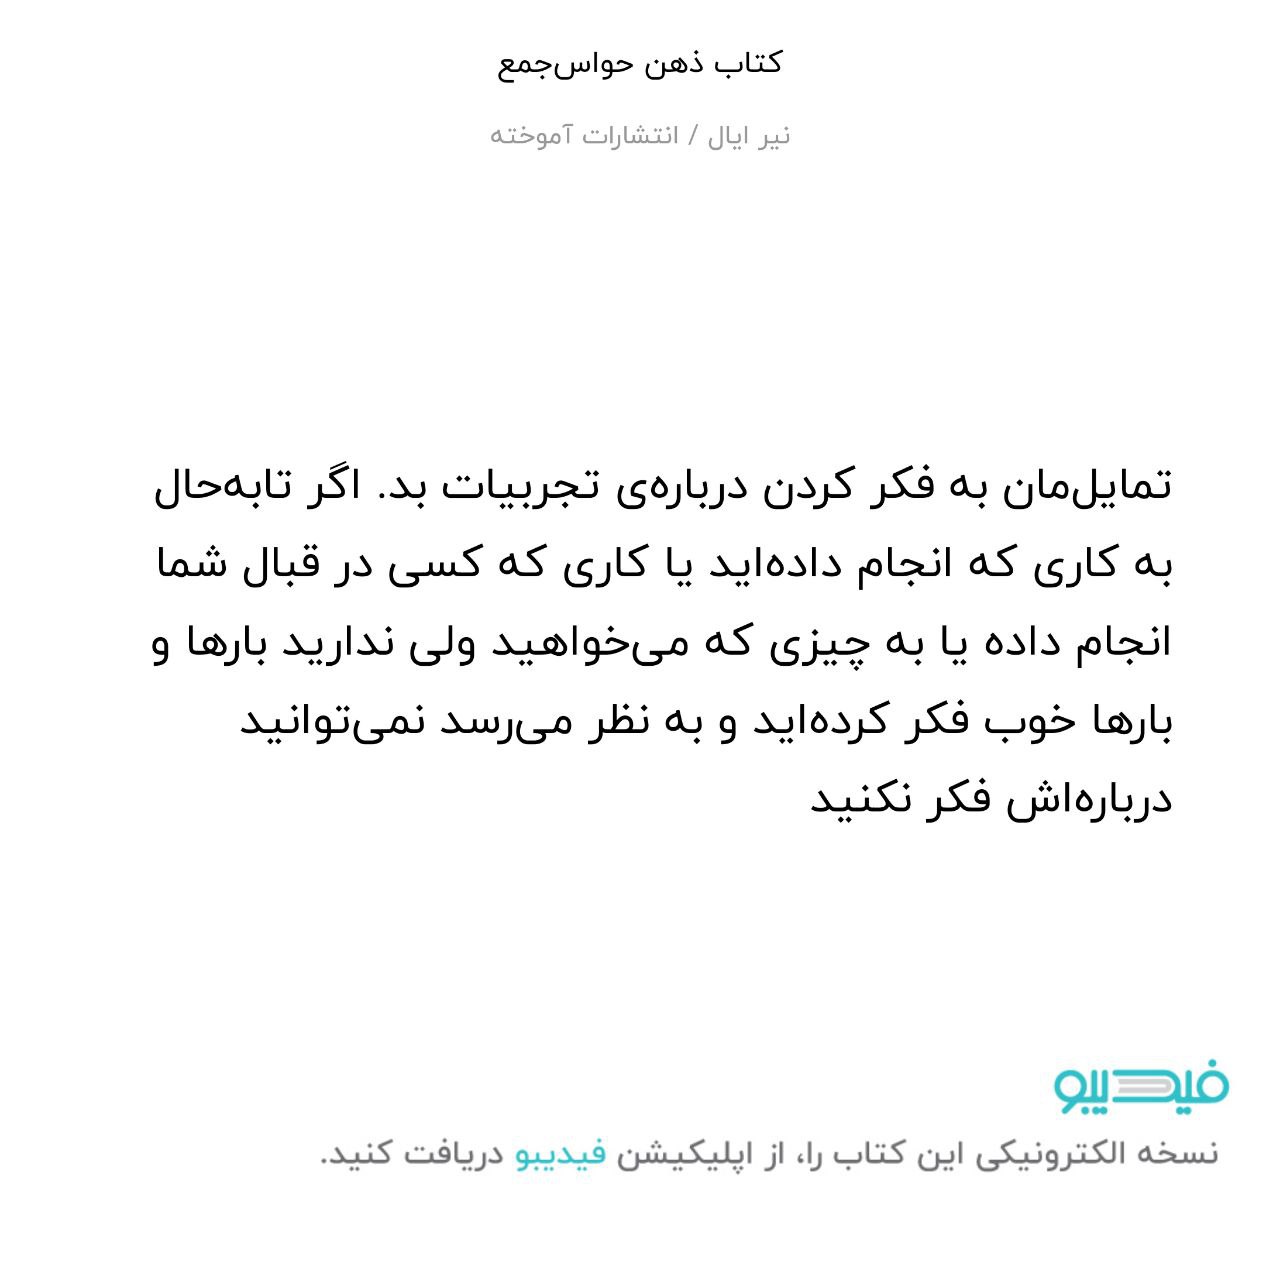 کتاب ذهن حواس‌جمع
نیر ایال / انتشارات آموخته
تمایل‌مان به فکر کردن درباره‌ی تجربیات بد. اگر تابه‌حال
به کاری که انجام داده‌اید یا کاری که کسی در قبال شما
انجام داده یا به چیزی که می‌خواهید ولی ندارید بارها و
بارها خوب فکر کرده‌اید و به نظر می‌رسد نمی‌توانید
درباره‌اش فکر نکنید
فیدیبو
نسخه الکترونیکی این کتاب را، از اپلیکیشن فیدیبو دریافت کنید.